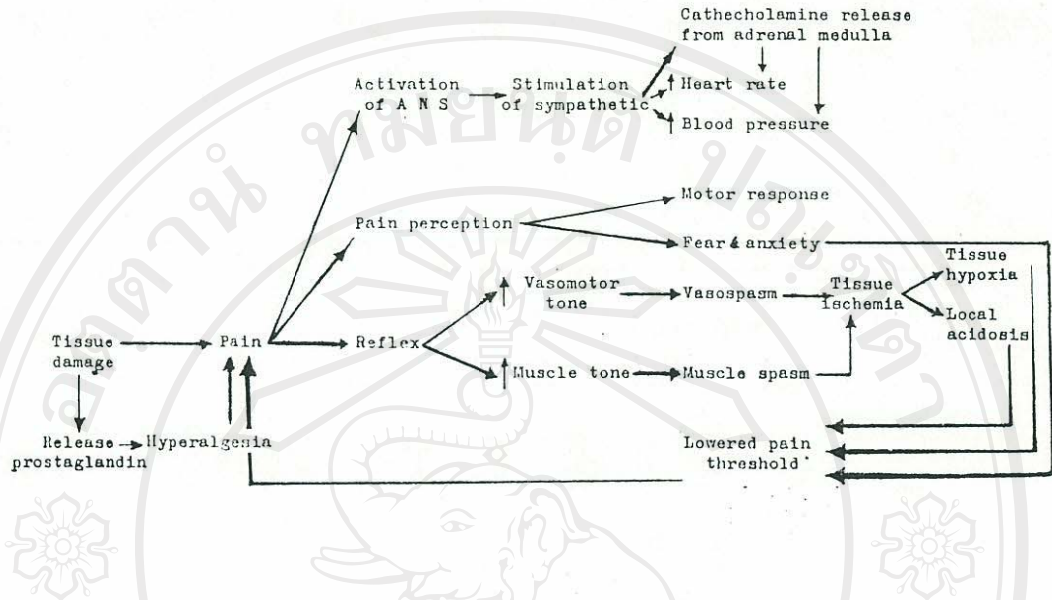 Cathecholamine release
from adrenal medulla
Activation
of A N S
Stimulation
of sympathetic
↑ Heart rate
↑ Blood pressure
Motor response
Pain perception
Fear & anxiety
Tissue
hypoxia
↑ Vasomotor
tone
Vasospasm
Tissue
ischemia
Local
acidosis
Tissue
damage
Pain
Reflex
↑ Muscle tone
Muscle spasm
Release
prostaglandin
Hyperalgesia
Lowered pain
threshold